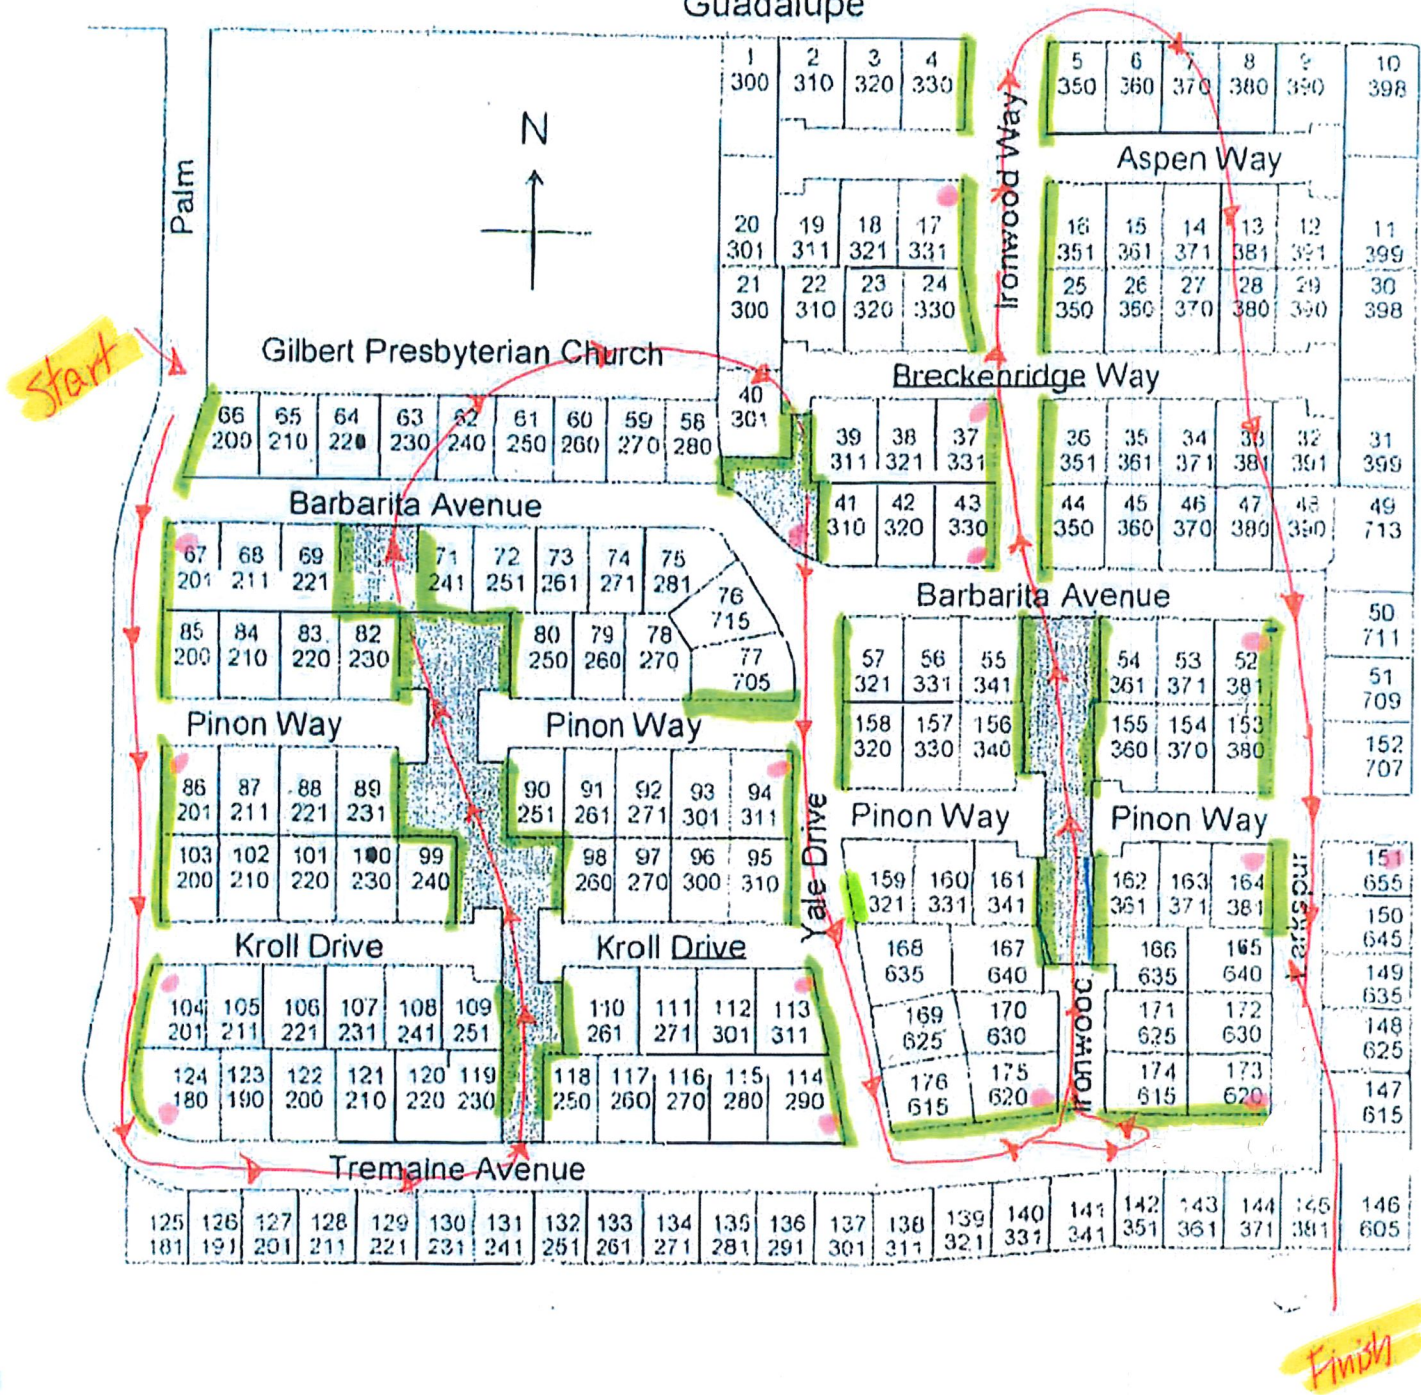 Guadalupe
1 2 3 4 5 6 7 8 9 10
300 310 320 330 350 360 370 380 390 398
N
Ironwood Way
Aspen Way
Palm
20 19 18 17 16 15 14 13 12 11
301 311 321 331 351 361 371 381 391 399
21 22 23 24 25 26 27 28 29 30
300 310 320 330 350 360 370 380 390 398
Start
Gilbert Presbyterian Church
Breckenridge Way
66 65 64 63 62 61 60 59 58 40
200 210 220 230 240 250 260 270 280 301
39 38 37 36 35 34 33 32 31
311 321 331 351 361 371 381 391 399
Barbarita Avenue
41 42 43 44 45 46 47 48 49
310 320 330 350 360 370 380 390 713
67 68 69 71 72 73 74 75
201 211 221 241 251 261 271 281
76
715
Barbarita Avenue
50
711
85 84 83 82 80 79 78
200 210 220 230 250 260 270
77
705
57 56 55 54 53 52
321 331 341 361 371 381
51
709
Pinon Way
Pinon Way
158 157 156 155 154 153
320 330 340 360 370 380
152
707
86 87 88 89 90 91 92 93 94
201 211 221 231 251 261 271 301 311
Yale Drive
Pinon Way
Pinon Way
103 102 101 100 99 98 97 96 95
200 210 220 230 240 260 270 300 310
159 160 161 162 163 164
321 331 341 361 371 381
Larkspur
151
655
150
645
Kroll Drive
Kroll Drive
168 167 166 165
635 640 635 640
149
635
104 105 106 107 108 109 110 111 112 113
201 211 221 231 241 251 261 271 301 311
169 170 171 172
625 630 625 630
Ironwood
148
625
124 123 122 121 120 119 118 117 116 115 114
180 190 200 210 220 230 250 260 270 280 290
176 175 174 173
615 620 615 620
147
615
Tremaine Avenue
125 126 127 128 129 130 131 132 133 134 135 136 137 138 139 140 141 142 143 144 145 146
181 191 201 211 221 231 241 251 261 271 281 291 301 311 321 331 341 351 361 371 381 605
Finish